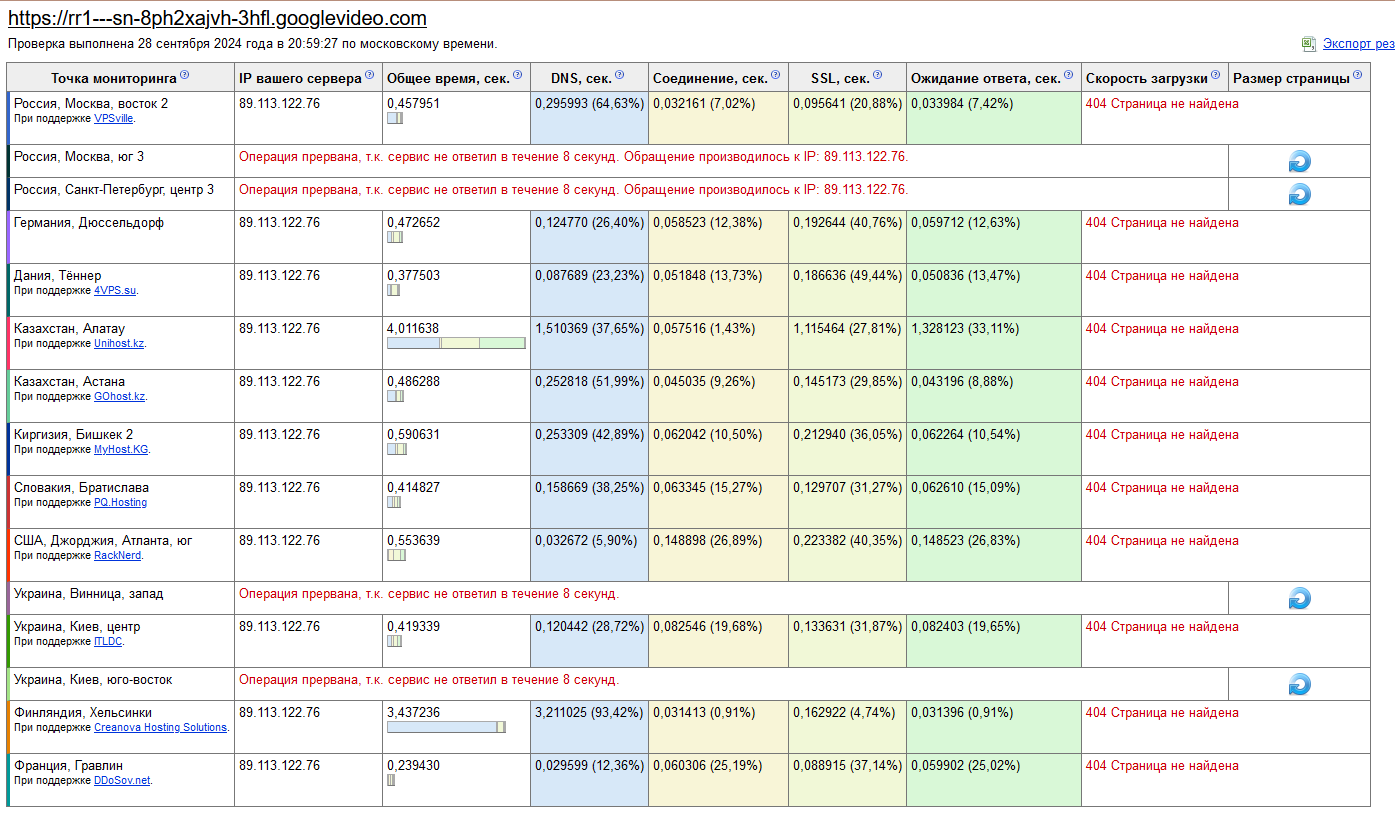 https://rr1---sn-8ph2xajvh-3hfl.googlevideo.com
Проверка выполнена 28 сентября 2024 года в 20:59:27 по московскому времени.
Экспорт рез
Точка мониторинга IP вашего сервера Общее время, сек. DNS, сек. Соединение, сек. SSL, сек. Ожидание ответа, сек. Скорость загрузки Размер страницы
Россия, Москва, восток 2 89.113.122.76 0,457951 0,295993 (64,63%) 0,032161 (7,02%) 0,095641 (20,88%) 0,033984 (7,42%) 404 Страница не найдена
При поддержке VPSville.
Россия, Москва, юг 3 Операция прервана, т.к. сервис не ответил в течение 8 секунд. Обращение производилось к IP: 89.113.122.76.
Россия, Санкт-Петербург, центр 3 Операция прервана, т.к. сервис не ответил в течение 8 секунд. Обращение производилось к IP: 89.113.122.76.
Германия, Дюссельдорф 89.113.122.76 0,472652 0,124770 (26,40%) 0,058523 (12,38%) 0,192644 (40,76%) 0,059712 (12,63%) 404 Страница не найдена
Дания, Тённер 89.113.122.76 0,377503 0,087689 (23,23%) 0,051848 (13,73%) 0,186636 (49,44%) 0,050836 (13,47%) 404 Страница не найдена
При поддержке 4VPS.su.
Казахстан, Алатау 89.113.122.76 4,011638 1,510369 (37,65%) 0,057516 (1,43%) 1,115464 (27,81%) 1,328123 (33,11%) 404 Страница не найдена
При поддержке Unihost.kz.
Казахстан, Астана 89.113.122.76 0,486288 0,252818 (51,99%) 0,045035 (9,26%) 0,145173 (29,85%) 0,043196 (8,88%) 404 Страница не найдена
При поддержке GOhost.kz.
Киргизия, Бишкек 2 89.113.122.76 0,590631 0,253309 (42,89%) 0,062042 (10,50%) 0,212940 (36,05%) 0,062264 (10,54%) 404 Страница не найдена
При поддержке MyHost.KG.
Словакия, Братислава 89.113.122.76 0,414827 0,158669 (38,25%) 0,063345 (15,27%) 0,129707 (31,27%) 0,062610 (15,09%) 404 Страница не найдена
При поддержке PQ.Hosting
США, Джорджия, Атланта, юг 89.113.122.76 0,553639 0,032672 (5,90%) 0,148898 (26,89%) 0,223382 (40,35%) 0,148523 (26,83%) 404 Страница не найдена
При поддержке RackNerd.
Украина, Винница, запад Операция прервана, т.к. сервис не ответил в течение 8 секунд.
Украина, Киев, центр 89.113.122.76 0,419339 0,120442 (28,72%) 0,082546 (19,68%) 0,133631 (31,87%) 0,082403 (19,65%) 404 Страница не найдена
При поддержке ITLDC.
Украина, Киев, юго-восток Операция прервана, т.к. сервис не ответил в течение 8 секунд.
Финляндия, Хельсинки 89.113.122.76 3,437236 3,211025 (93,42%) 0,031413 (0,91%) 0,162922 (4,74%) 0,031396 (0,91%) 404 Страница не найдена
При поддержке Creanova Hosting Solutions.
Франция, Гравлин 89.113.122.76 0,239430 0,029599 (12,36%) 0,060306 (25,19%) 0,088915 (37,14%) 0,059902 (25,02%) 404 Страница не найдена
При поддержке DDoSov.net.